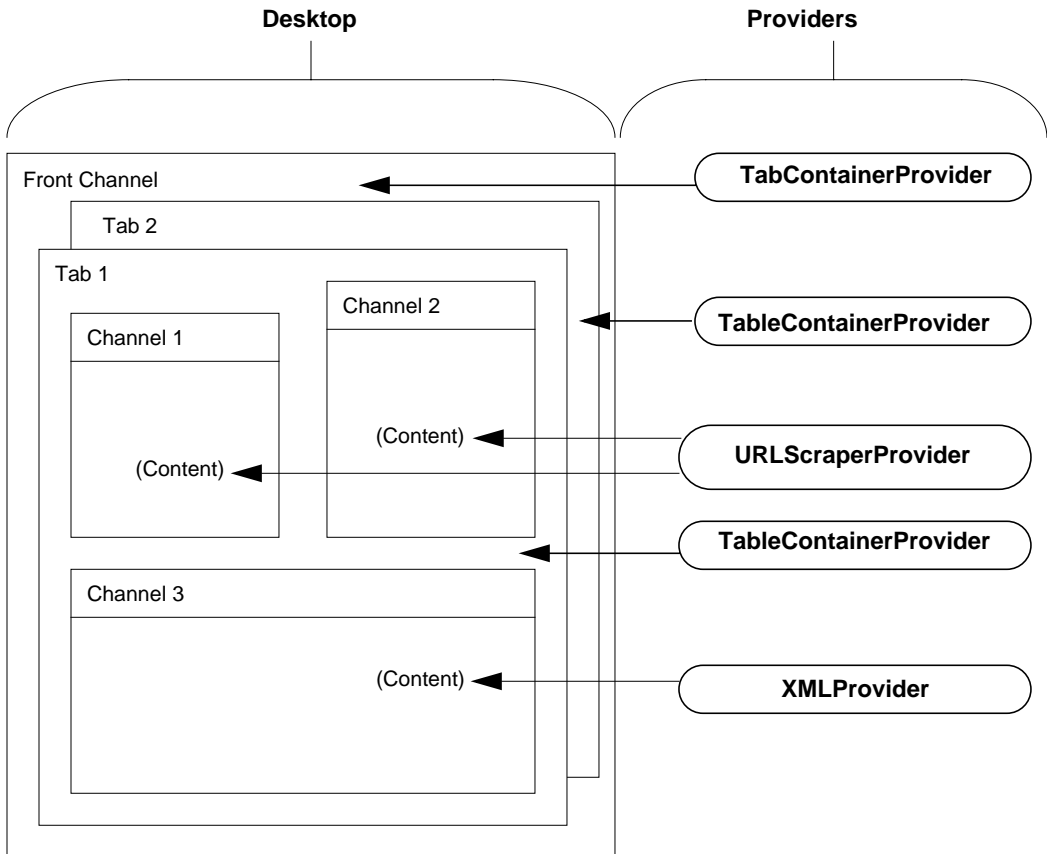 Desktop
Providers
Front Channel
TabContainerProvider
Tab 2
Tab 1
Channel 2
TableContainerProvider
Channel 1
(Content)
URLScraperProvider
(Content)
TableContainerProvider
Channel 3
(Content)
XMLProvider